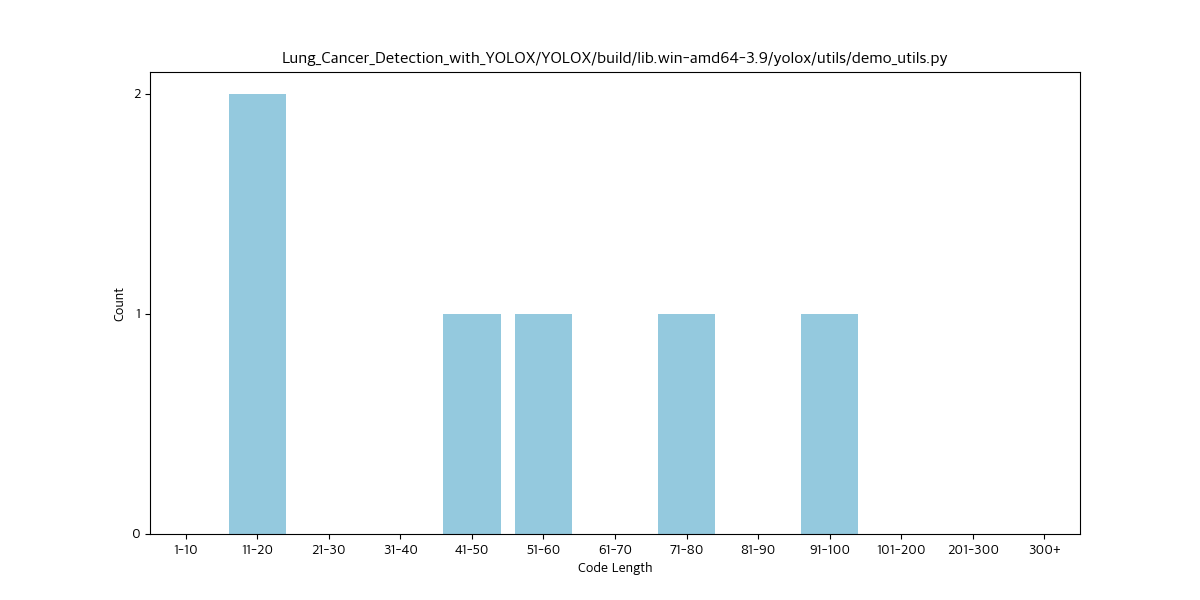 Lung_Cancer_Detection_with_YOLOX/YOLOX/build/lib.win-amd64-3.9/yolox/utils/demo_utils.py
2
1
0
Count
1-10 11-20 21-30 31-40 41-50 51-60 61-70 71-80 81-90 91-100 101-200 201-300 300+
Code Length